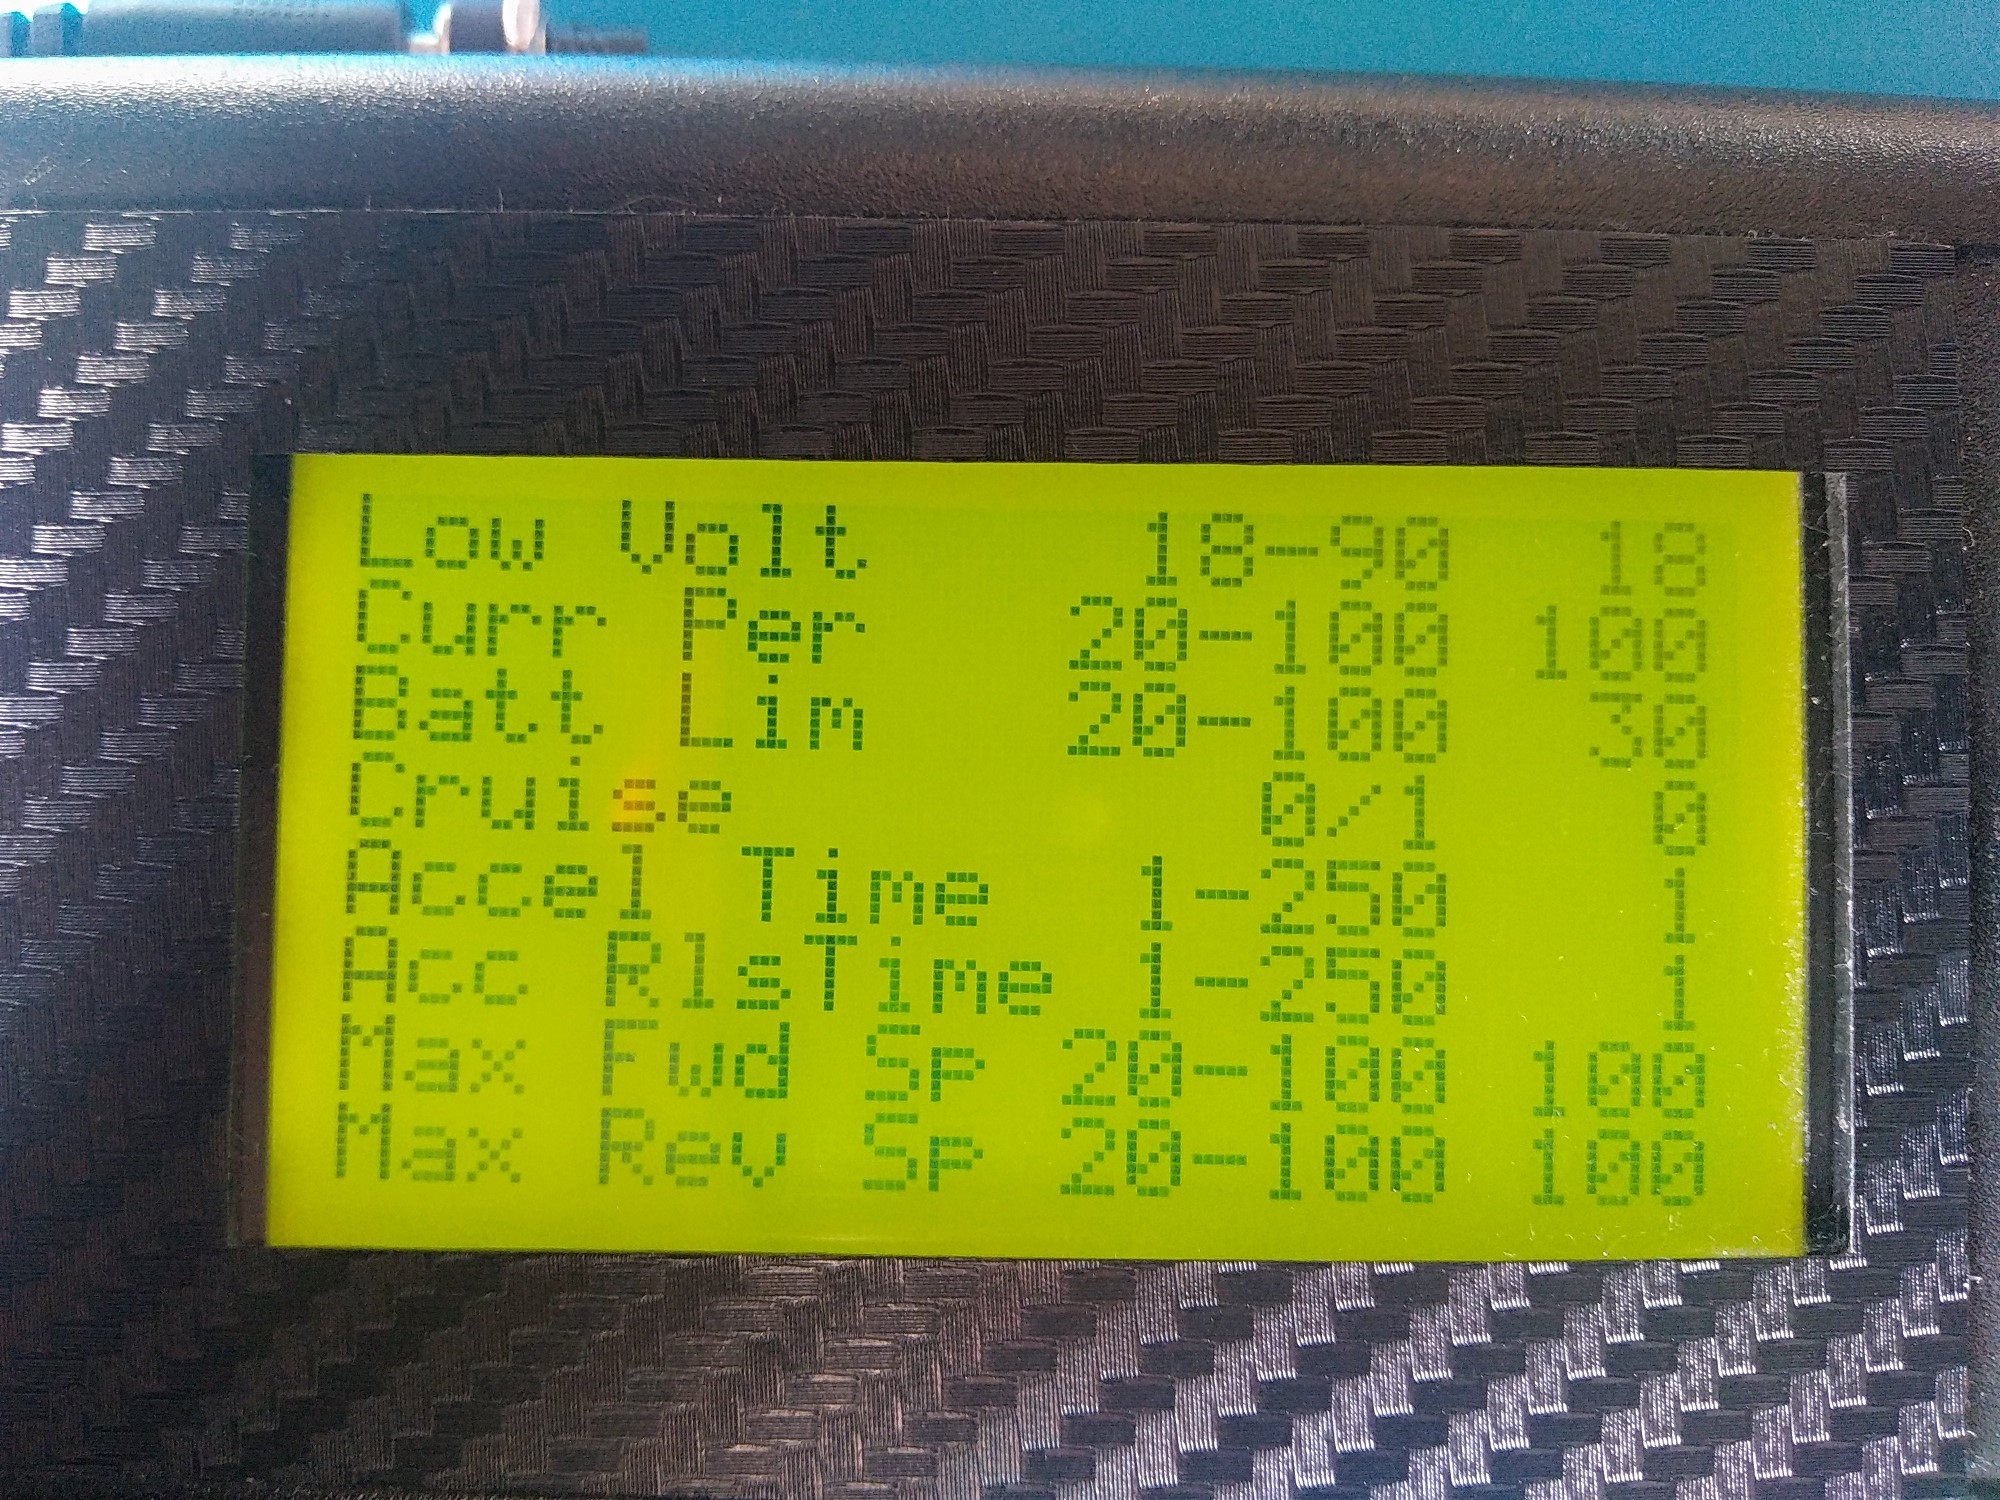 Low Volt 18-90 18
Curr Per 20-100 100
Batt Lim 20-100 30
Cruise 0/1 0
Accel Time 1-250 1
Acc RlsTime 1-250 1
Max Fwd Sp 20-100 100
Max Rev Sp 20-100 100